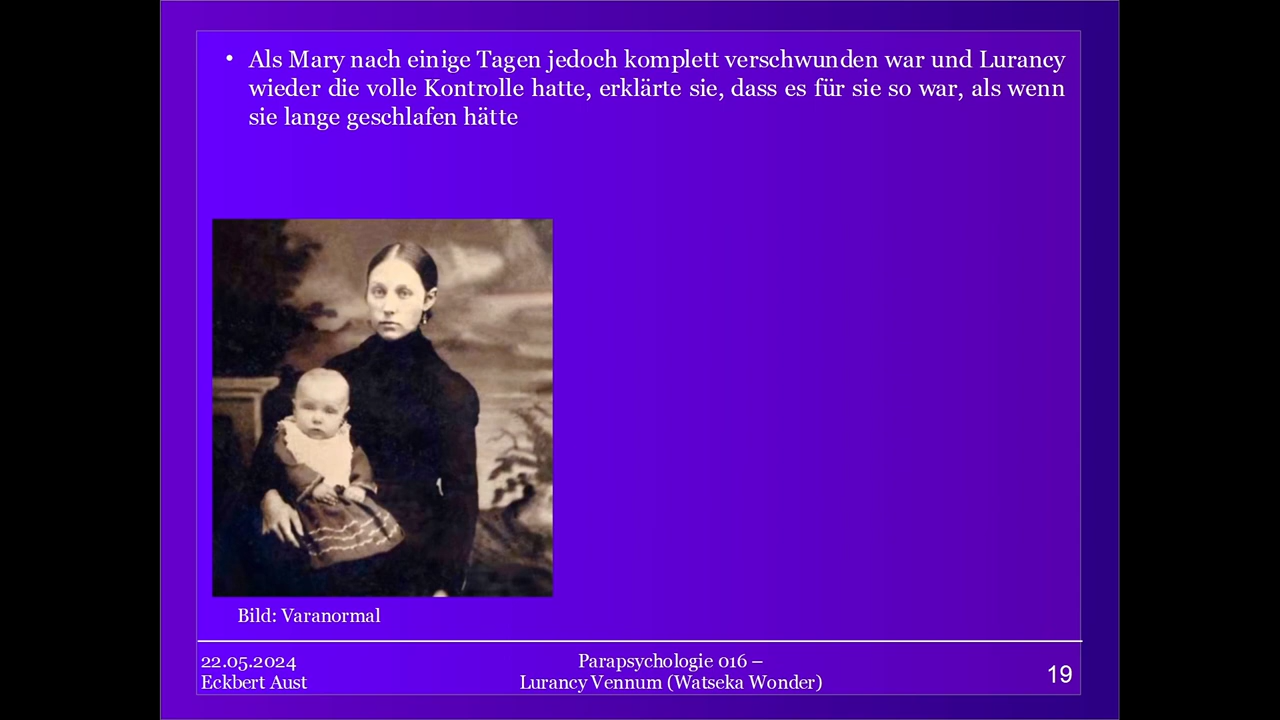 • Als Mary nach einige Tagen jedoch komplett verschwunden war und Lurancy
wieder die volle Kontrolle hatte, erklärte sie, dass es für sie so war, als wenn
sie lange geschlafen hätte
Bild: Varanormal
22.05.2024
Eckbert Aust
Parapsychologie 016 –
Lurancy Vennum (Watseka Wonder)
19